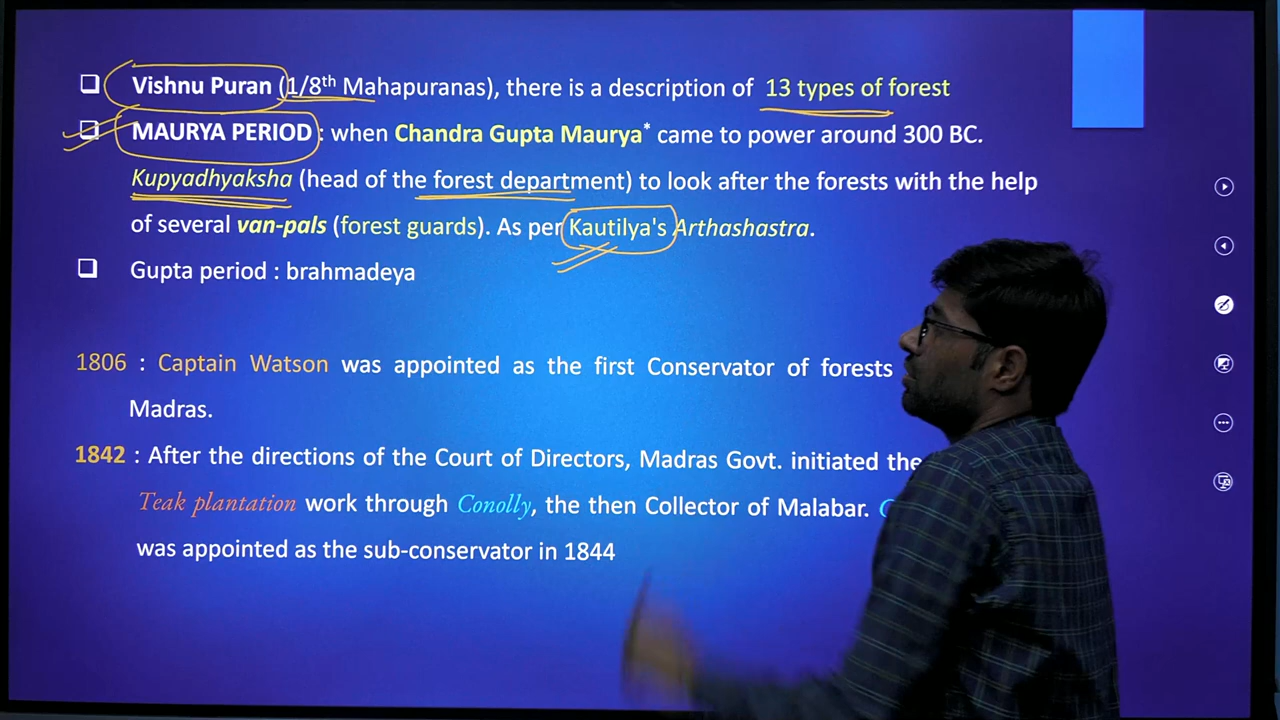 Vishnu Puran (1/8th Mahapuranas), there is a description of 13 types of forest
MAURYA PERIOD : when Chandra Gupta Maurya* came to power around 300 BC.
Kupyadhyaksha (head of the forest department) to look after the forests with the help
of several van-pals (forest guards). As per Kautilya's Arthashastra.
Gupta period : brahmadeya
1806 : Captain Watson was appointed as the first Conservator of forests
Madras.
1842 : After the directions of the Court of Directors, Madras Govt. initiated the
Teak plantation work through Conolly, the then Collector of Malabar.
was appointed as the sub-conservator in 1844